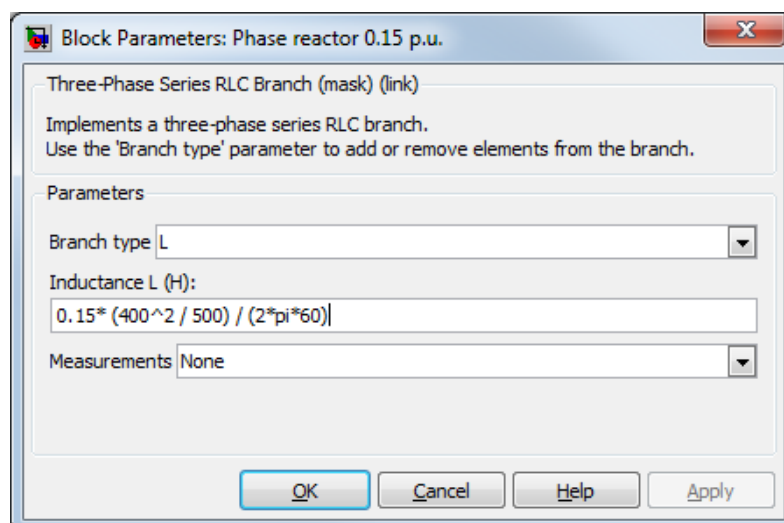 Block Parameters: Phase reactor 0.15 p.u.
X
Three-Phase Series RLC Branch (mask) (link)
Implements a three-phase series RLC branch.
Use the 'Branch type' parameter to add or remove elements from the branch.
Parameters
Branch type L
Inductance L (H):
0.15* (400^2 / 500) / (2*pi*60)
Measurements None
OK Cancel Help Apply